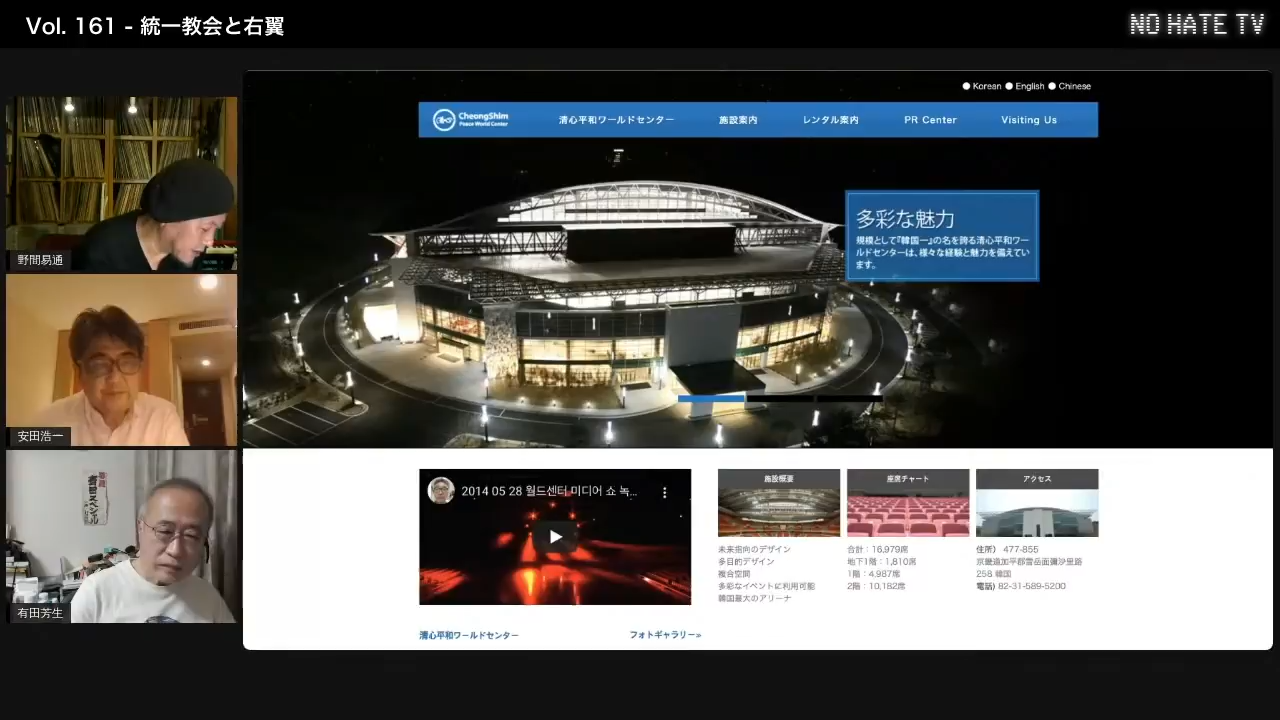 Vol. 161 - 統一教会と右翼
NO HATE TV
野間易通
安田浩一
有田芳生
Korean English Chinese
CheongShim
Peace World Center
清心平和ワールドセンター
施設案内
レンタル案内
PR Center
Visiting Us
多彩な魅力
規模として『韓国一』の名を誇る清心平和ワー
ルドセンターは、様々な経験と魅力を備えてい
ます。
2014 05 28 월드센터 미디어 쇼 녹...
施設概要
未来指向のデザイン
多目的デザイン
複合空間
多彩なイベントに利用可能
韓国最大のアリーナ
座席チャート
合計：16,979席
地下1階：1,810席
1階：4,987席
2階：10,182席
アクセス
住所） 477-855
京畿道加平郡雪岳面彌沙里路
258 韓国
電話) 82-31-589-5200
清心平和ワールドセンター
フォトギャラリー»